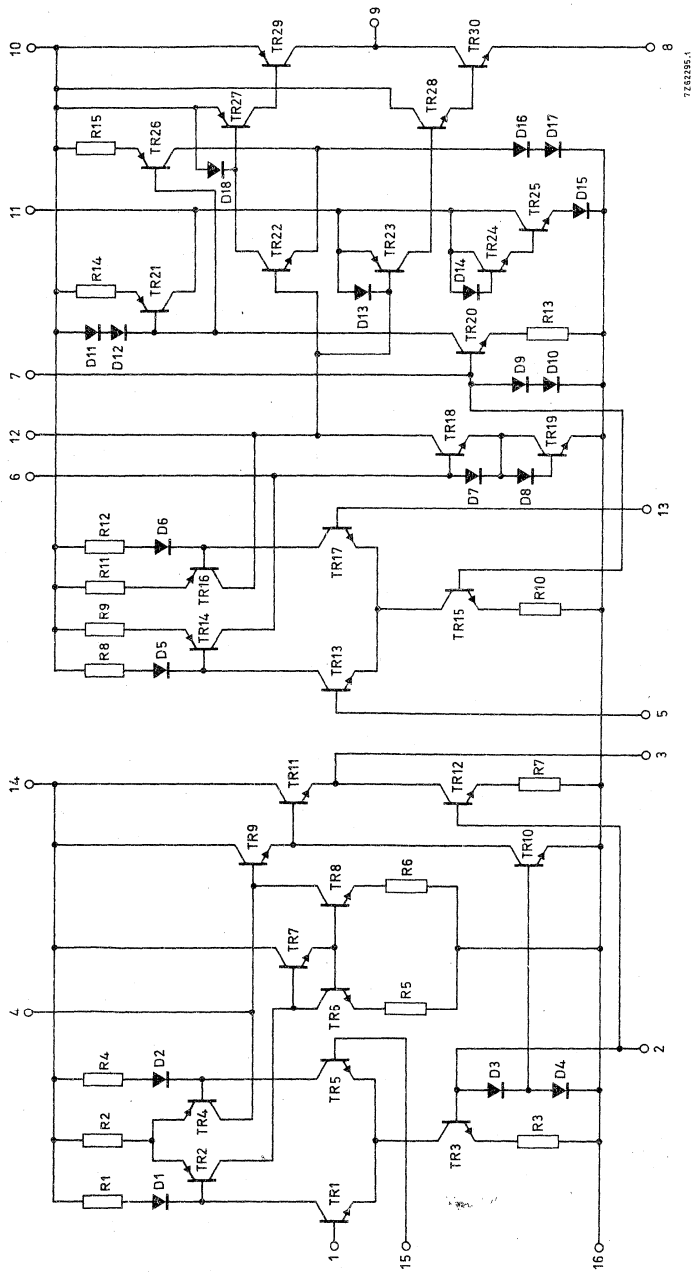 4
14
6
12
7
11
10
R1
R2
R4
D1
D2
TR2
TR4
TR1
TR5
TR3
R3
D3
D4
TR7
TR6
TR8
R5
R6
TR9
TR11
TR10
TR12
R7
R8
R9
R11
R12
D5
D6
TR14
TR16
TR13
TR17
TR15
R10
D7
D8
TR18
TR19
D11
D12
R14
TR21
D9
D10
TR20
R13
R15
TR26
D18
TR27
TR22
D13
TR23
D14
TR24
TR25
D15
D16
D17
TR28
TR29
TR30
9
8
1
15
16
2
3
5
13
7Z62295.1